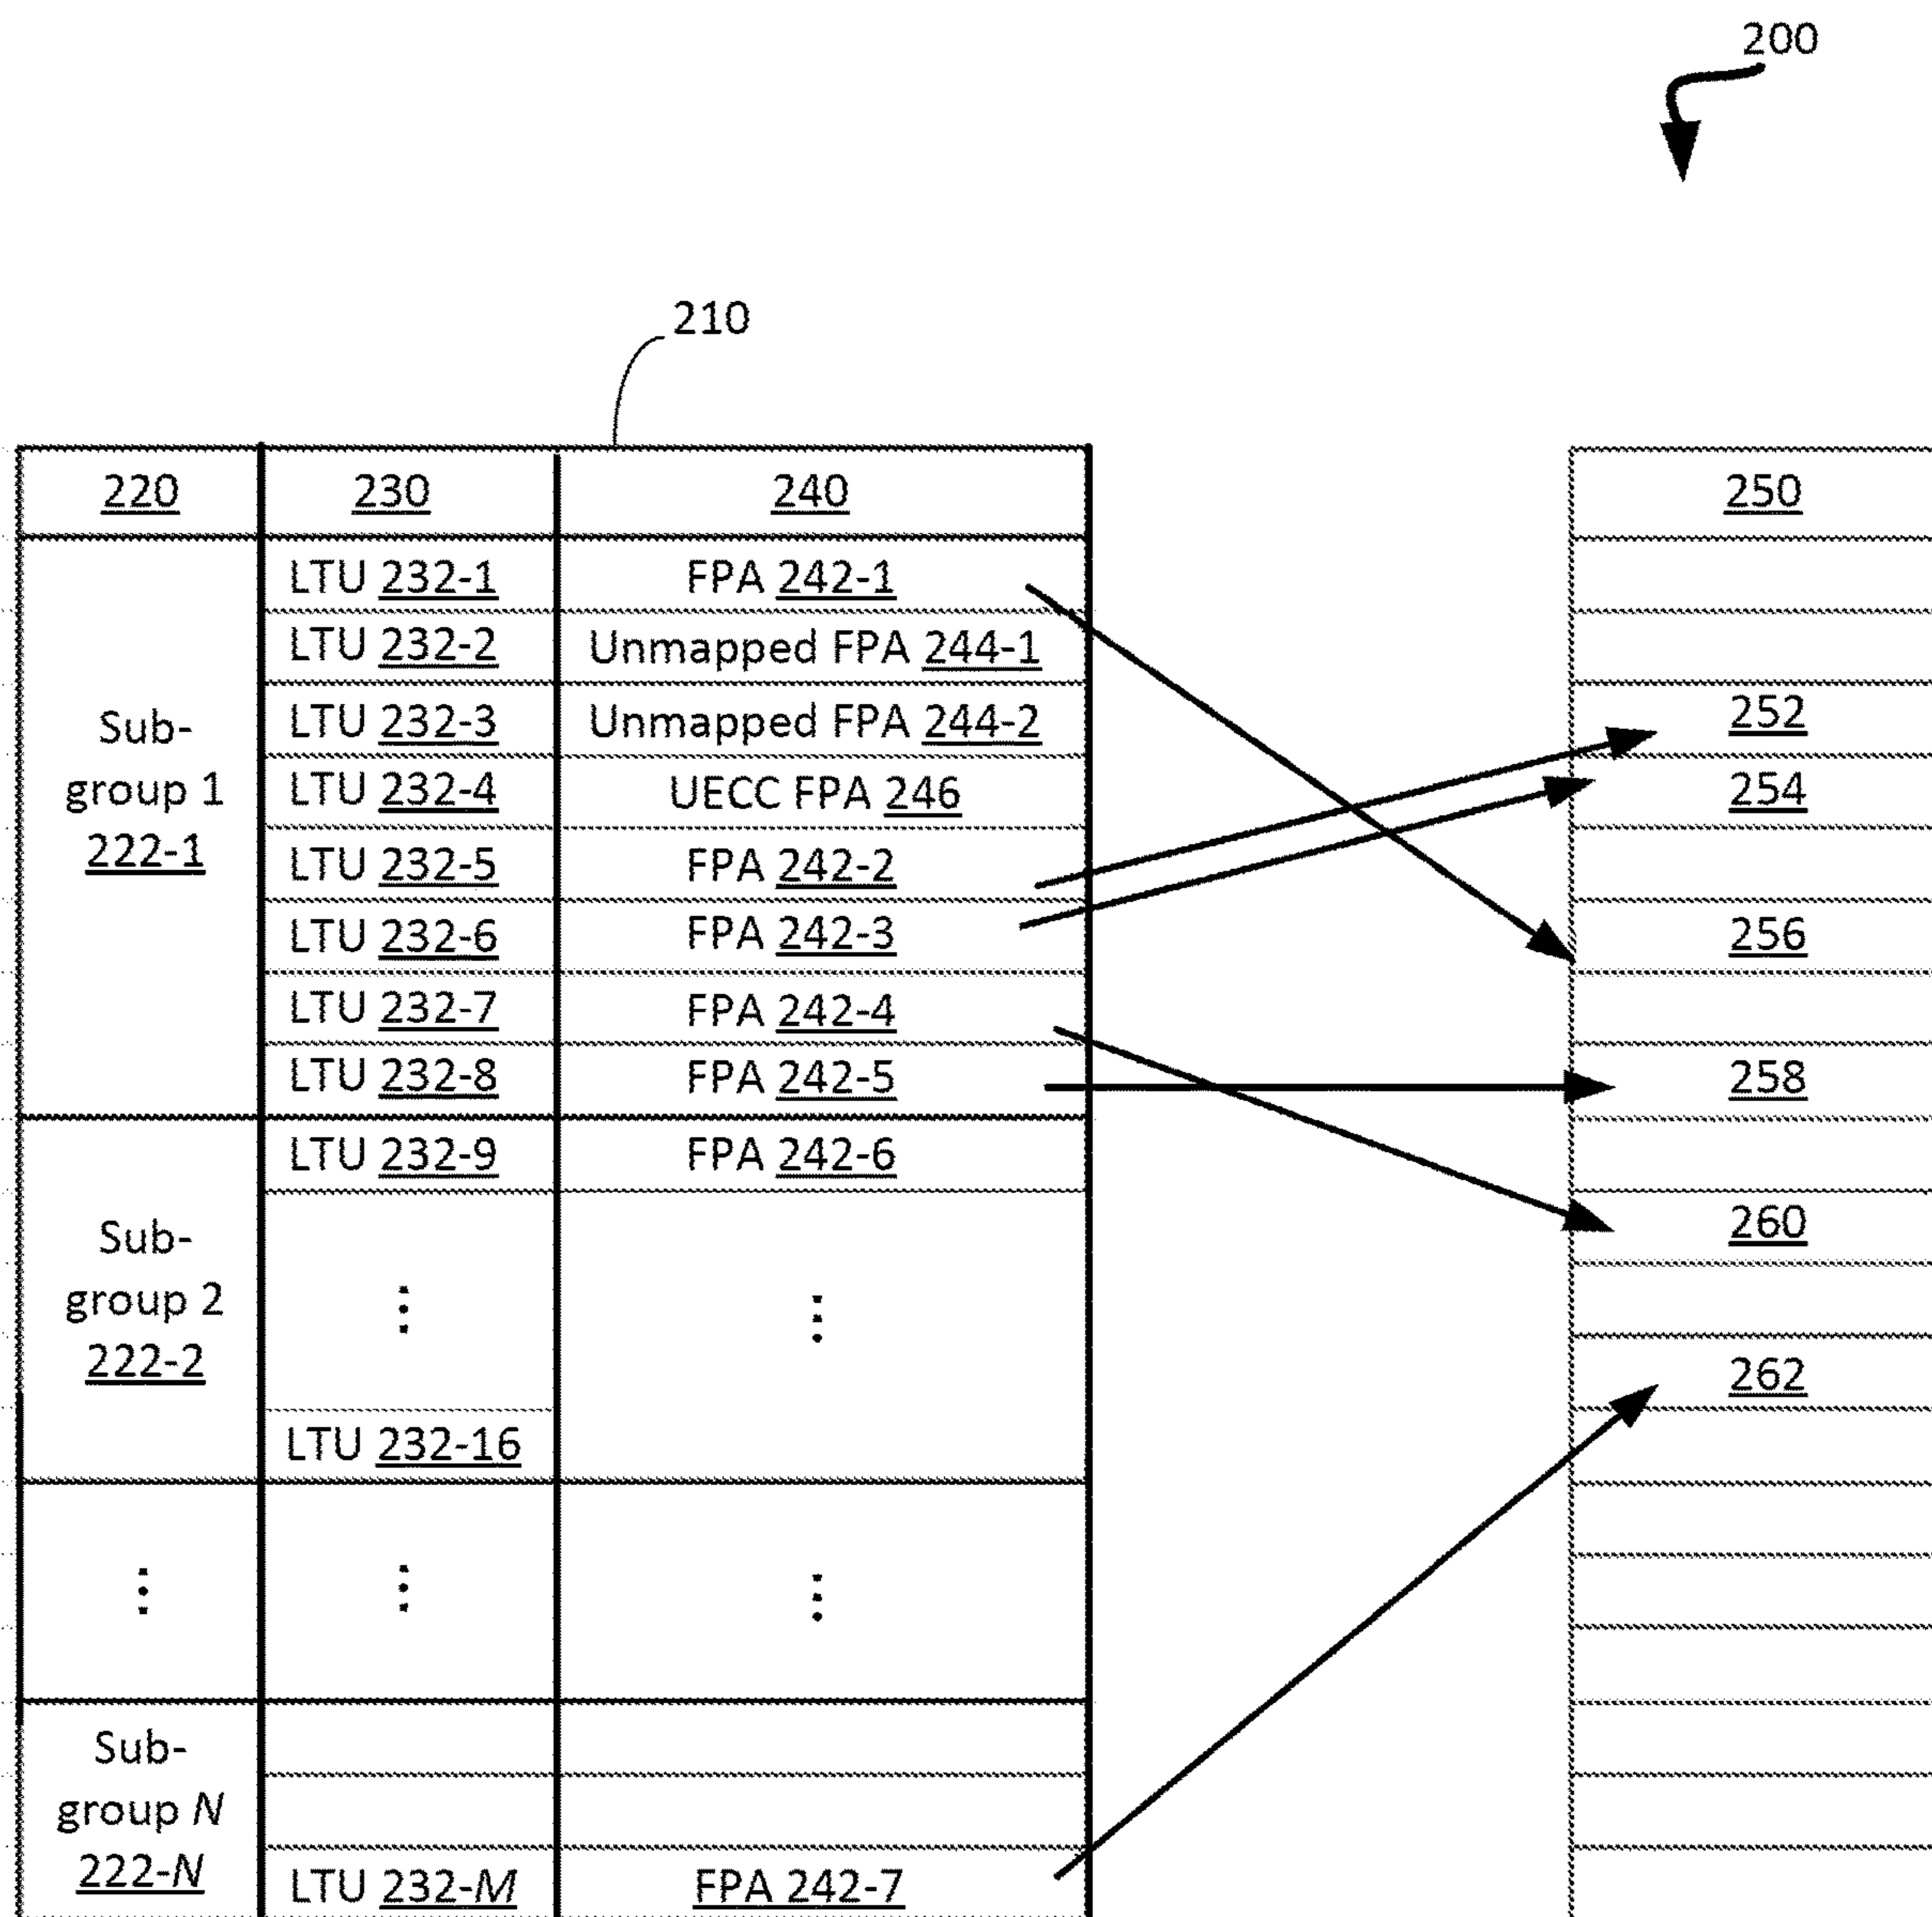 200
210
220 230 240 250
LTU 232-1 FPA 242-1
LTU 232-2 Unmapped FPA 244-1
Sub-
group 1
222-1
LTU 232-3 Unmapped FPA 244-2 252
LTU 232-4 UECC FPA 246 254
LTU 232-5 FPA 242-2
LTU 232-6 FPA 242-3 256
LTU 232-7 FPA 242-4
LTU 232-8 FPA 242-5 258
LTU 232-9 FPA 242-6
Sub-
group 2
222-2
260
262
LTU 232-16
Sub-
group N
222-N
LTU 232-M FPA 242-7